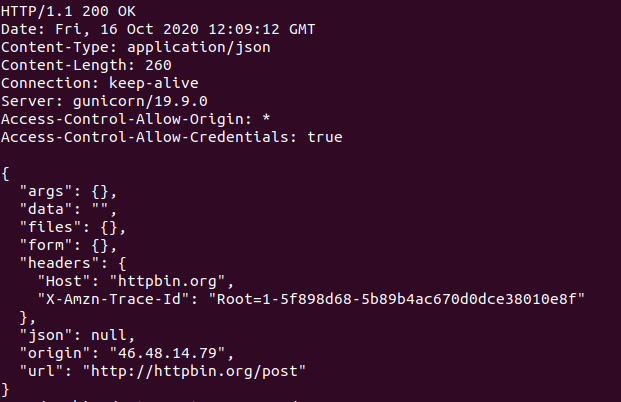 HTTP/1.1 200 OK
Date: Fri, 16 Oct 2020 12:09:12 GMT
Content-Type: application/json
Content-Length: 260
Connection: keep-alive
Server: gunicorn/19.9.0
Access-Control-Allow-Origin: *
Access-Control-Allow-Credentials: true

{
  "args": {},
  "data": "",
  "files": {},
  "form": {},
  "headers": {
    "Host": "httpbin.org",
    "X-Amzn-Trace-Id": "Root=1-5f898d68-5b89b4ac670d0dce38010e8f"
  },
  "json": null,
  "origin": "46.48.14.79",
  "url": "http://httpbin.org/post"
}